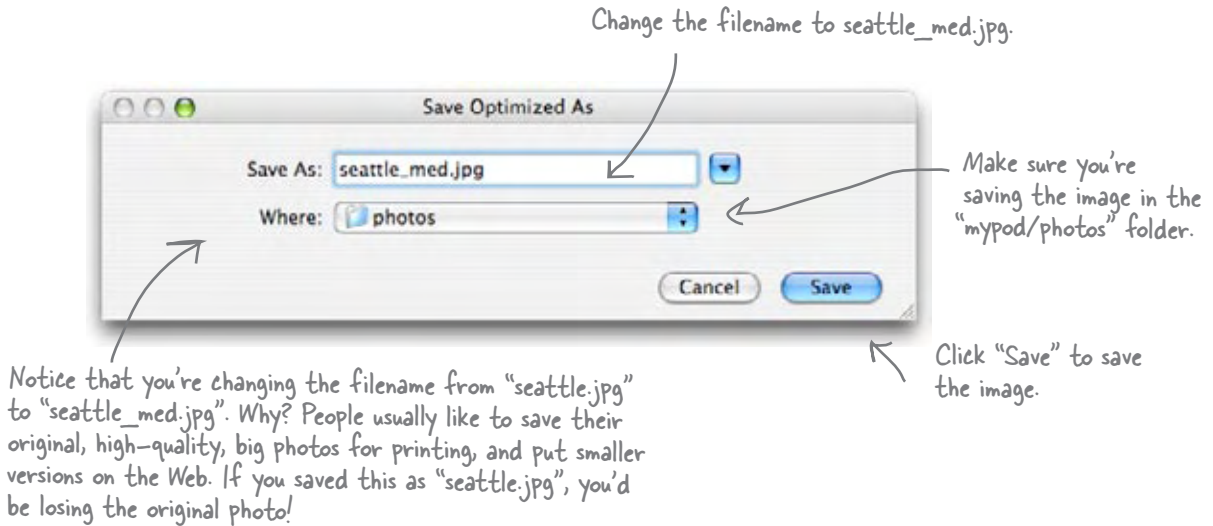 Change the filename to seattle_med.jpg.
Save Optimized As
Save As: seattle_med.jpg
Where: photos
Make sure you're
saving the image in the
"mypod/photos" folder.
Cancel Save
Click "Save" to save
the image.
Notice that you're changing the filename from "seattle.jpg"
to "seattle_med.jpg". Why? People usually like to save their
original, high-quality, big photos for printing, and put smaller
versions on the Web. If you saved this as "seattle.jpg", you'd
be losing the original photo!